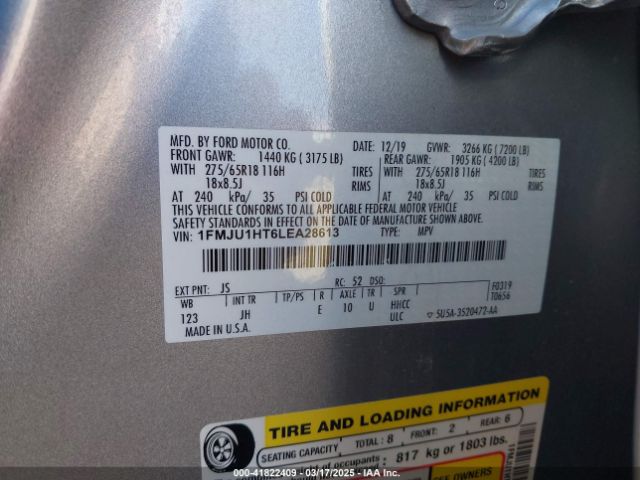 MFD. BY FORD MOTOR CO. 12/19 GVWR: 3266 KG ( 7200 LB)
FRONT GAWR: 1440 KG ( 3175 LB) REAR GAWR: 1905 KG ( 4200 LB)
WITH 275/65R18 116H TIRES WITH 275/65R18 116H TIRES
18x8.5J RIMS 18x8.5J RIMS
AT 240 kPa/ 35 PSI COLD AT 240 kPa/ 35 PSI COLD
THIS VEHICLE CONFORMS TO ALL APPLICABLE FEDERAL MOTOR VEHICLE
SAFETY STANDARDS IN EFFECT ON THE DATE OF MANUFACTURE SHOWN ABOVE.
VIN: 1FMJU1HT6LEA28613 TYPE: MPV
EXT PNT: JS RC: 52 DSO: F0319
WB INT TR TP/PS R AXLE TR SPR T0656
123 JH E 10 U HHCC
MADE IN U.S.A. ULC ▽ 5U5A-3520472-AA
TIRE AND LOADING INFORMATION
SEATING CAPACITY TOTAL: 8 FRONT: 2 REAR: 6
of occupants 817 kg or 1803 lbs.
SEE OWNERS
000-41822409 - 03/17/2025 - IAAI Inc.